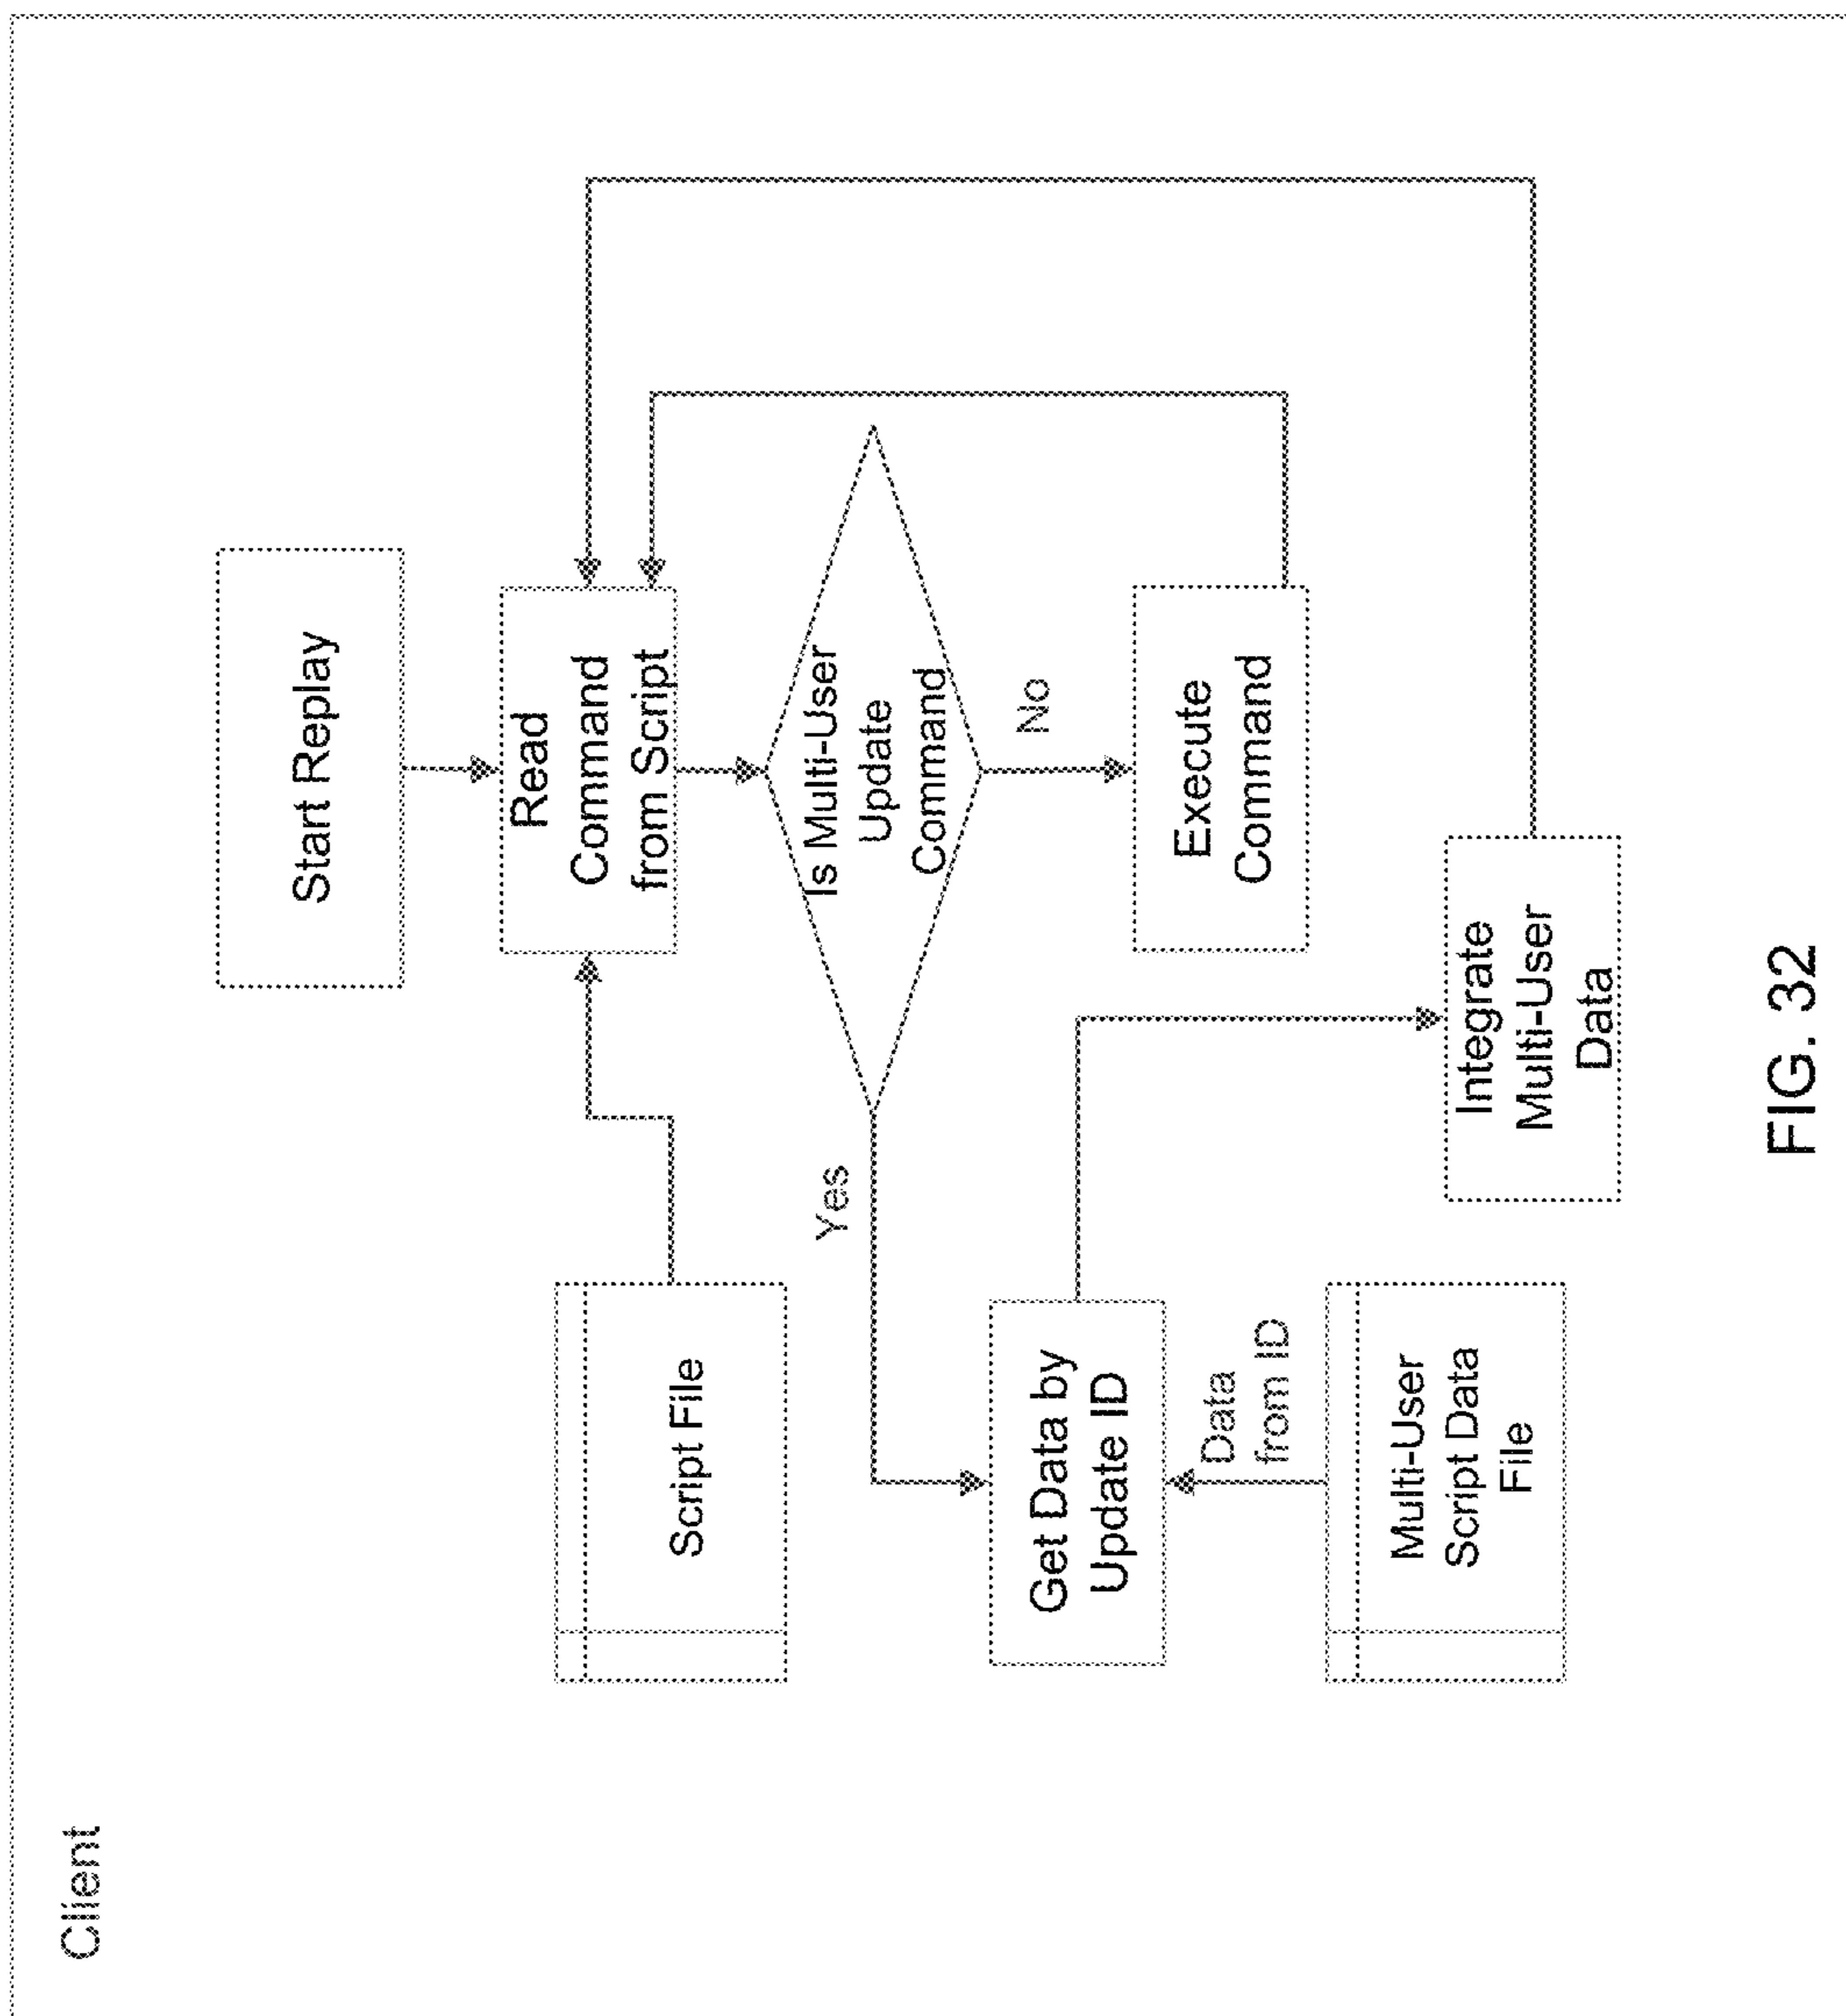 Client
Start Replay
Script File
Read
Command
from Script
Is Multi-User
Update
Command
Yes
No
Get Data by
Update ID
Execute
Command
Data
from ID
Multi-User
Script Data
File
Integrate
Multi-User
Data
FIG. 32